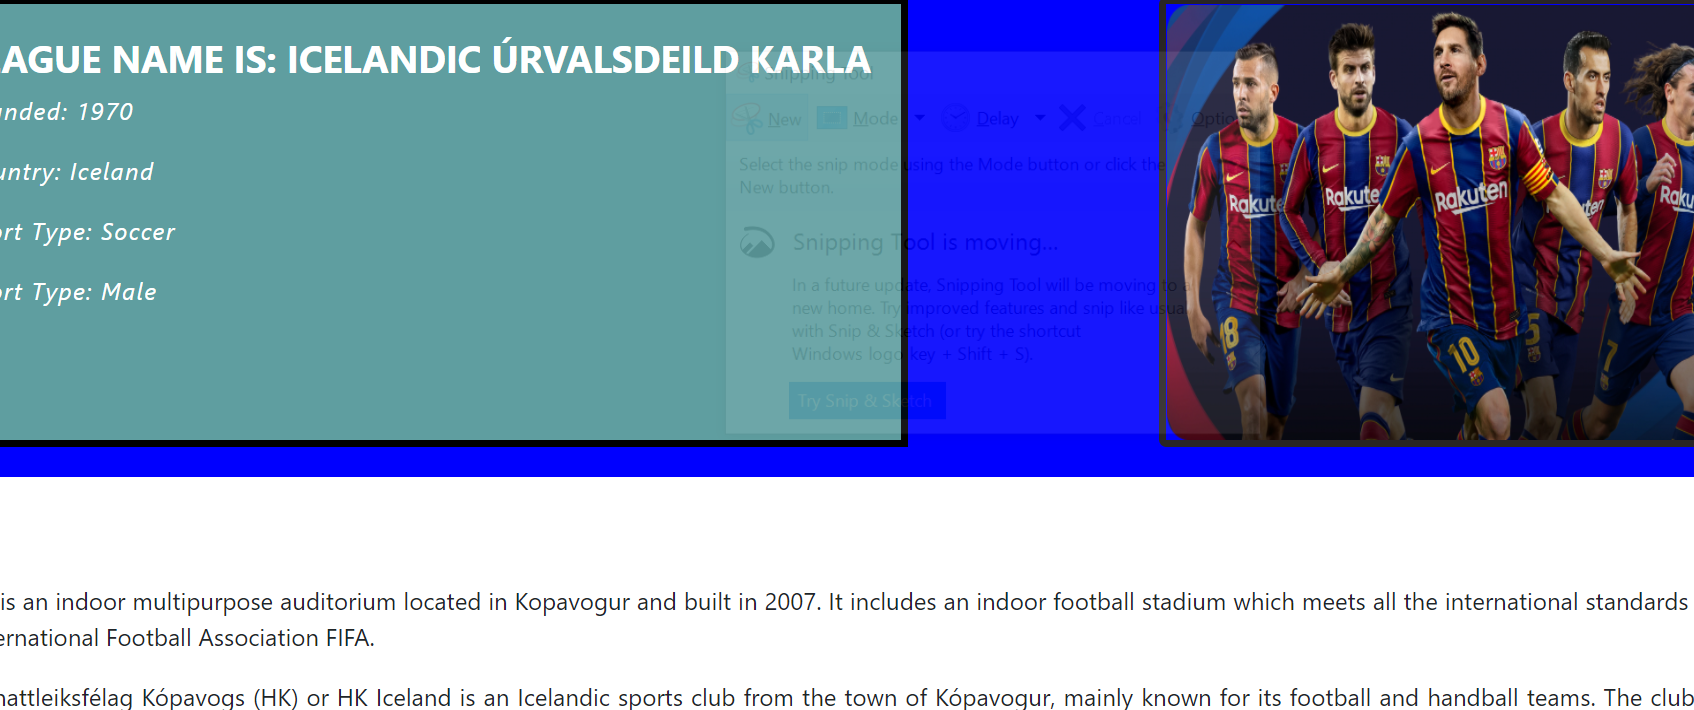 AGUE NAME IS: ICELANDIC ÚRVALSDEILD KARLA
nded: 1970
untry: Iceland
ort Type: Soccer
ort Type: Male
Snipping Tool
New Mode Delay Cancel Optio
Select the snip mode using the Mode button or click the
New button.
Snipping Tool is moving...
In a future update, Snipping Tool will be moving to a
new home. Try improved features and snip like usua
with Snip & Sketch (or try the shortcut
Windows logo key + Shift + S).
Try Snip & Sketch
Rakute
Rakuten
Rakuten
uten
Raku
18
10
5
7
is an indoor multipurpose auditorium located in Kopavogur and built in 2007. It includes an indoor football stadium which meets all the international standards
ernational Football Association FIFA.
nattleiksfélag Kópavogs (HK) or HK Iceland is an Icelandic sports club from the town of Kópavogur, mainly known for its football and handball teams. The club